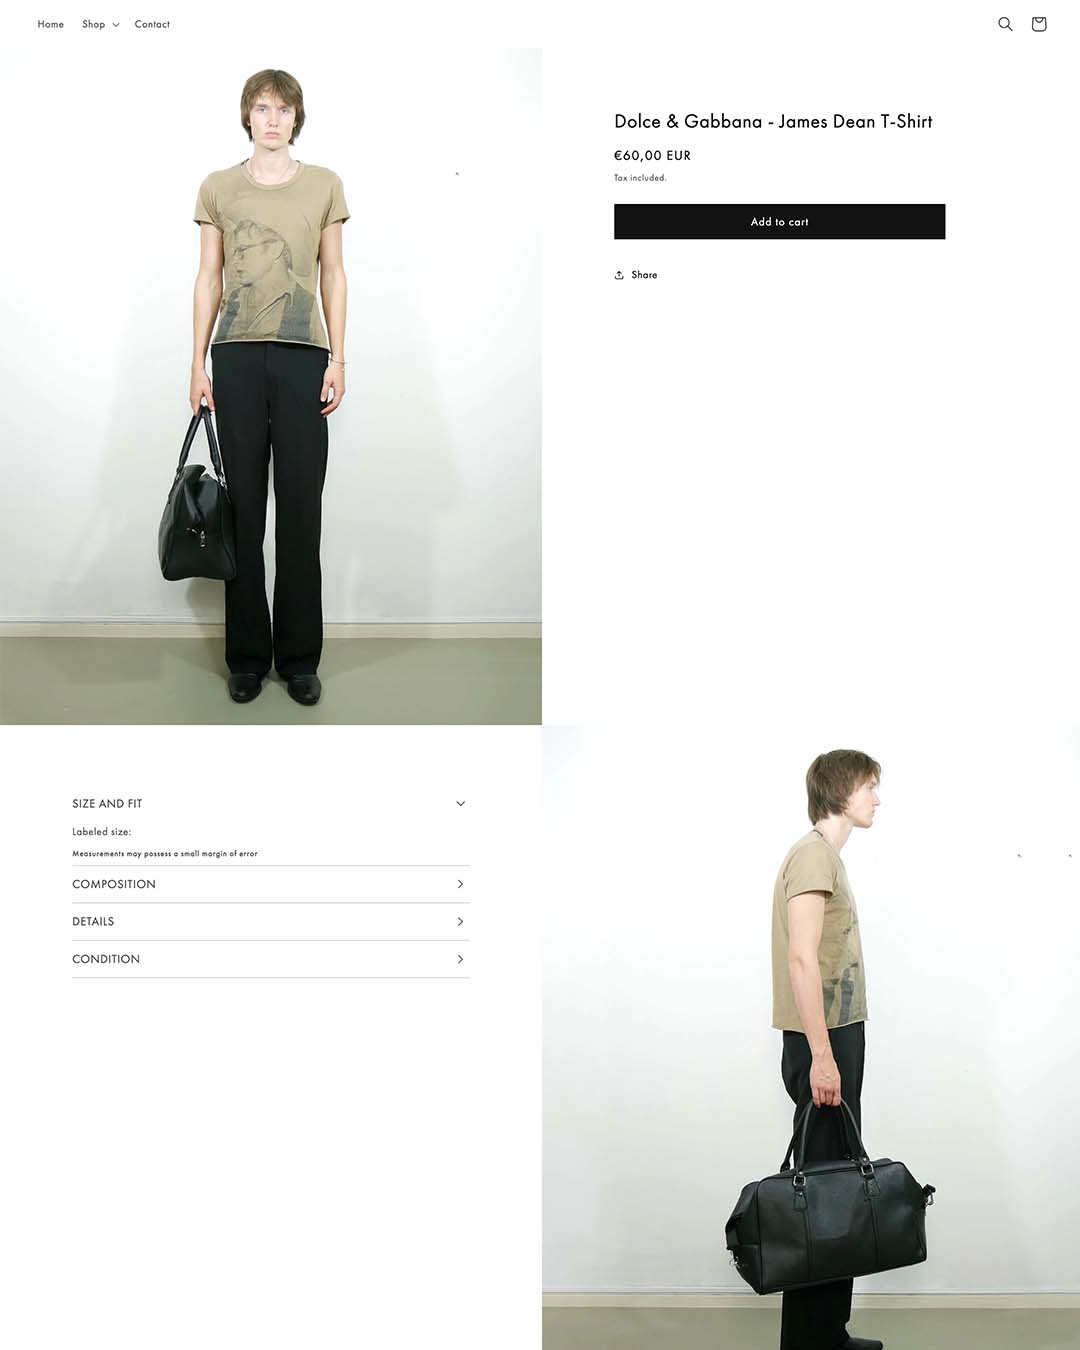 Home
Shop
Contact
Dolce & Gabbana - James Dean T-Shirt
€60,00 EUR
Tax included.
Add to cart
Share
SIZE AND FIT
Labeled size:
Measurements may possess a small margin of error
COMPOSITION
DETAILS
CONDITION